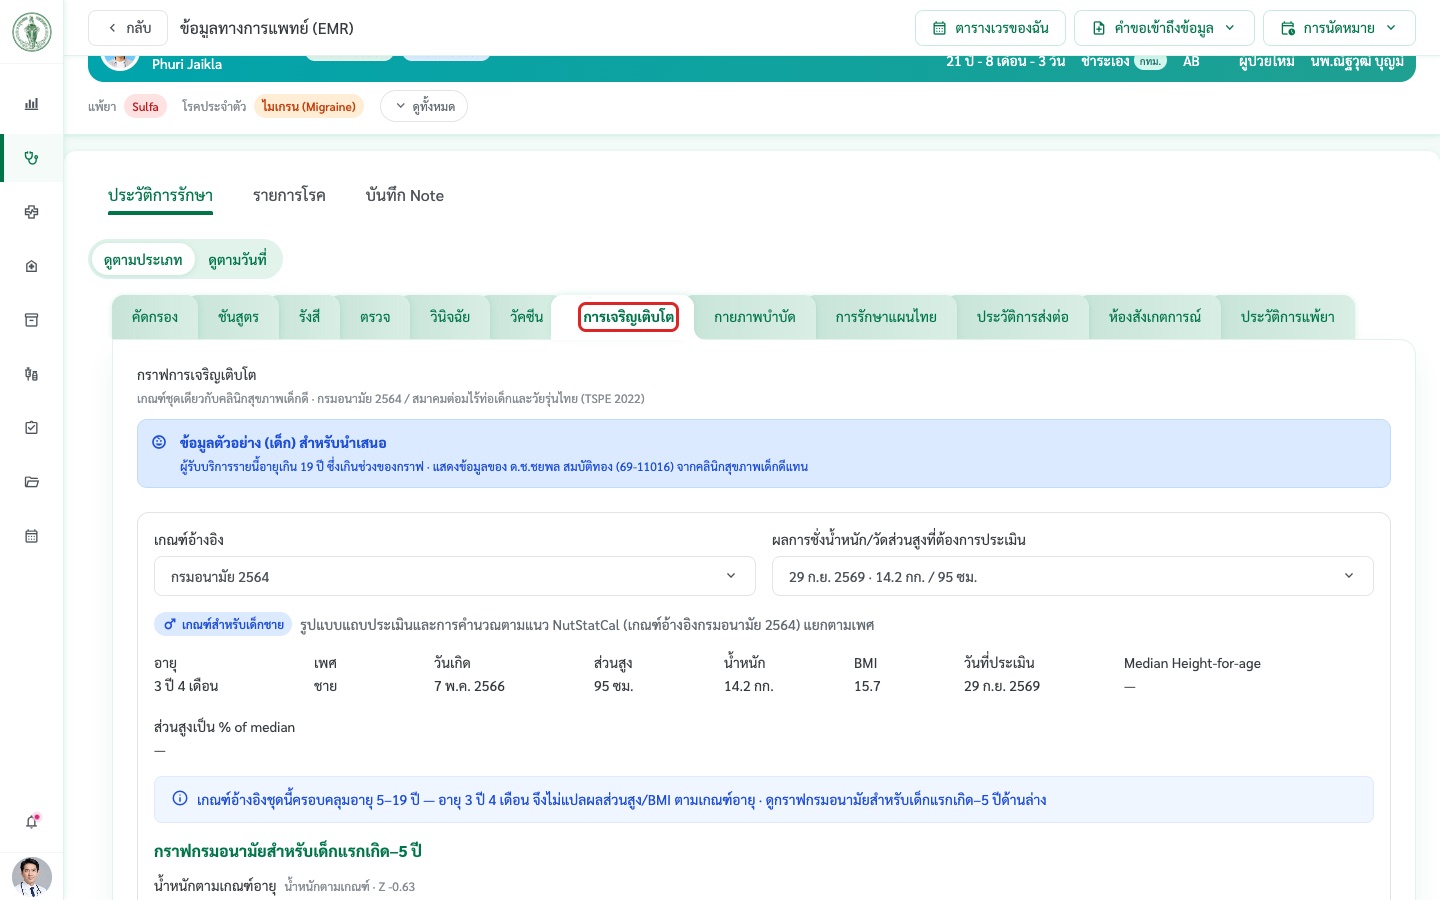 กลับ
ข้อมูลทางการแพทย์ (EMR)
ตารางเวรของฉัน
คำขอเข้าถึงข้อมูล
การนัดหมาย
Phuri Jaikla
21 ปี - 8 เดือน - 3 วัน
ชำระเอง
กทม.
AB
ผู้ป่วยใหม่
นพ.ณัฐวุฒิ บุญมี
แพ้ยา
Sulfa
โรคประจำตัว
ไมเกรน (Migraine)
ดูทั้งหมด
ประวัติการรักษา
รายการโรค
บันทึก Note
ดูตามประเภท
ดูตามวันที่
คัดกรอง
ชันสูตร
รังสี
ตรวจ
วินิจฉัย
วัคซีน
การเจริญเติบโต
กายภาพบำบัด
การรักษาแผนไทย
ประวัติการส่งต่อ
ห้องสังเกตการณ์
ประวัติการแพ้ยา
กราฟการเจริญเติบโต
เกณฑ์ชุดเดียวกับคลินิกสุขภาพเด็กดี · กรมอนามัย 2564 / สมาคมต่อมไร้ท่อเด็กและวัยรุ่นไทย (TSPE 2022)
ข้อมูลตัวอย่าง (เด็ก) สำหรับนำเสนอ
ผู้รับบริการรายนี้อายุเกิน 19 ปี ซึ่งเกินช่วงของกราฟ · แสดงข้อมูลของ ด.ช.ชยพล สมบัติทอง (69-11016) จากคลินิกสุขภาพเด็กดีแทน
เกณฑ์อ้างอิง
ผลการชั่งน้ำหนัก/วัดส่วนสูงที่ต้องการประเมิน
กรมอนามัย 2564
29 ก.ย. 2569 · 14.2 กก. / 95 ซม.
เกณฑ์สำหรับเด็กชาย
รูปแบบแถบประเมินและการคำนวณตามแนว NutStatCal (เกณฑ์อ้างอิงกรมอนามัย 2564) แยกตามเพศ
อายุ
เพศ
วันเกิด
ส่วนสูง
น้ำหนัก
BMI
วันที่ประเมิน
Median Height-for-age
3 ปี 4 เดือน
ชาย
7 พ.ค. 2566
95 ซม.
14.2 กก.
15.7
29 ก.ย. 2569
—
ส่วนสูงเป็น % of median
—
เกณฑ์อ้างอิงชุดนี้ครอบคลุมอายุ 5–19 ปี — อายุ 3 ปี 4 เดือน จึงไม่แปลผลส่วนสูง/BMI ตามเกณฑ์อายุ · ดูกราฟกรมอนามัยสำหรับเด็กแรกเกิด–5 ปีด้านล่าง
กราฟกรมอนามัยสำหรับเด็กแรกเกิด–5 ปี
น้ำหนักตามเกณฑ์อายุ
น้ำหนักตามเกณฑ์ · Z -0.63